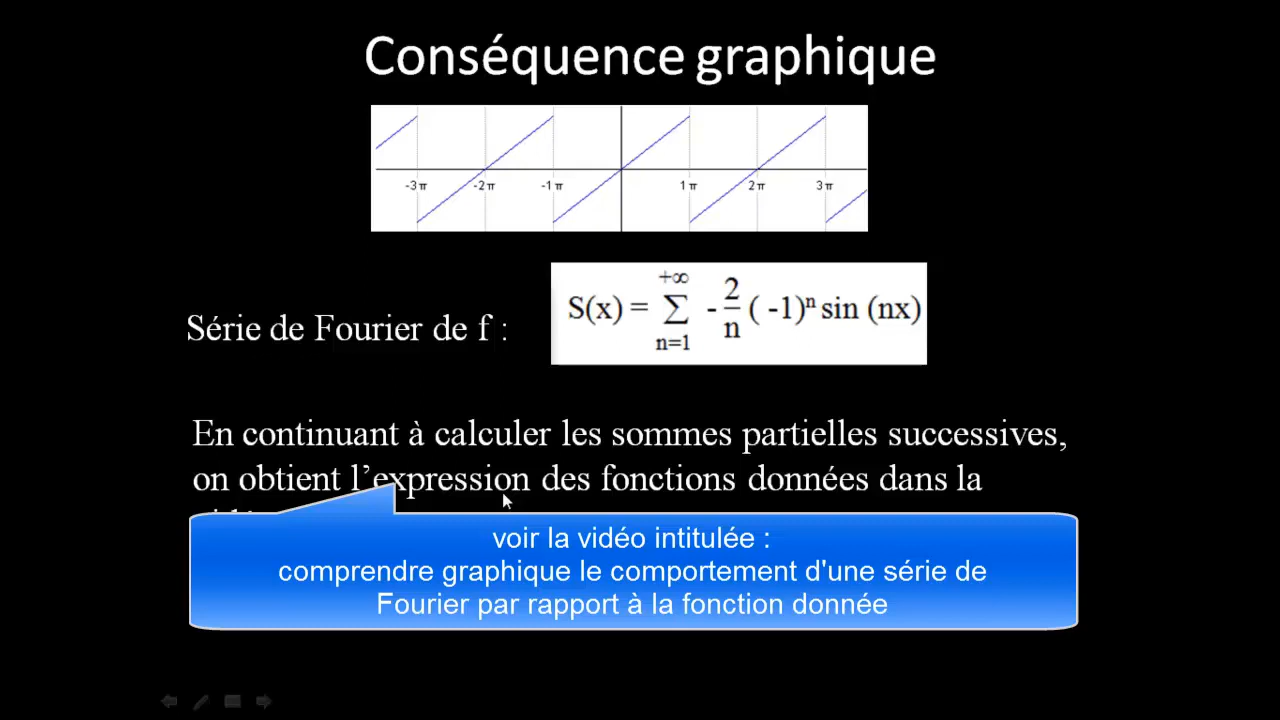 Conséquence graphique
-3 π -2 π -1 π 1 π 2 π 3 π
+∞
S(x) = ∑ - 2/n ( -1)ⁿ sin (nx)
n=1
Série de Fourier de f :
En continuant à calculer les sommes partielles successives,
on obtient l’expression des fonctions données dans la
voir la vidéo intitulée :
comprendre graphique le comportement d'une série de
Fourier par rapport à la fonction donnée